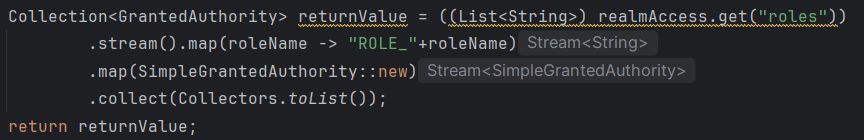 Collection<GrantedAuthority> returnValue = ((List<String>) realmAccess.get("roles"))
.stream().map(roleName -> "ROLE_"+roleName) Stream<String>
.map(SimpleGrantedAuthority::new) Stream<SimpleGrantedAuthority>
.collect(Collectors.toList());
return returnValue;